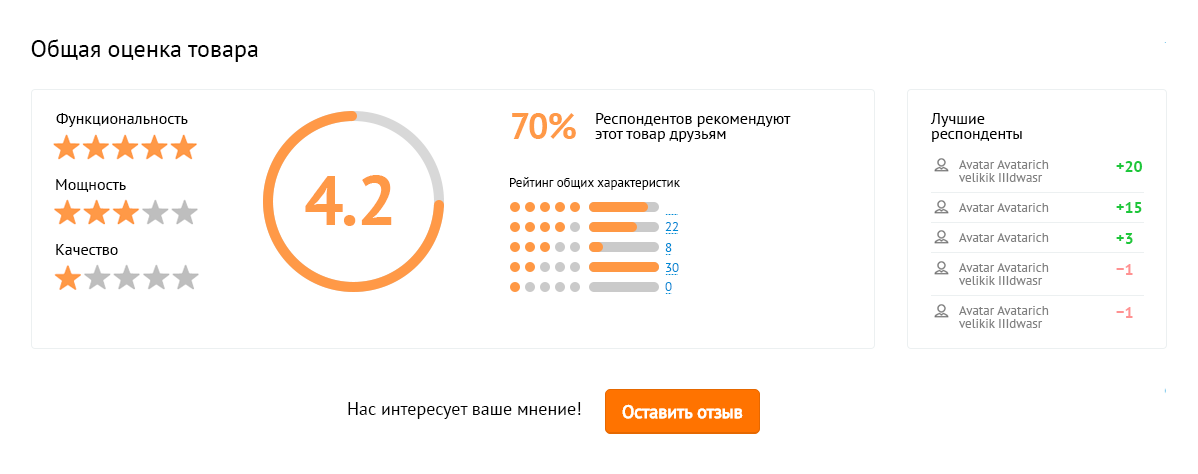 Общая оценка товара
Функциональность
Мощность
Качество
4.2
70%
Респондентов рекомендуют
этот товар друзьям
Рейтинг общих характеристик
22
8
30
0
Лучшие
респонденты
Avatar Avatarich
velikik IIIdwasr
+20
Avatar Avatarich
+15
Avatar Avatarich
+3
Avatar Avatarich
velikik IIIdwasr
−1
Avatar Avatarich
velikik IIIdwasr
−1
Нас интересует ваше мнение!
Оставить отзыв